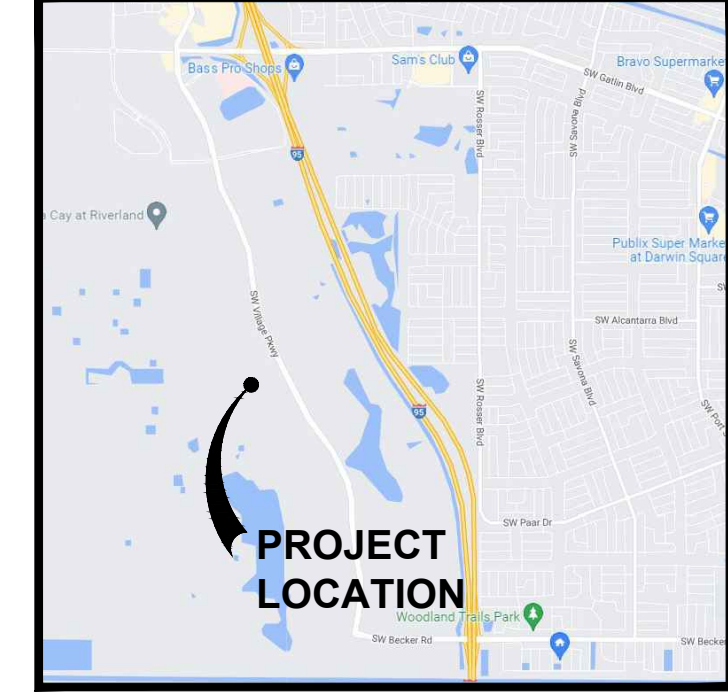 Bass Pro Shops
Sam's Club
Bravo Supermarke
SW Gatlin Blvd
SW Rosser Blvd
SW Savona Blvd
95
a Cay at Riverland
Publix Super Marke
at Darwin Square
SW Village Pkwy
SW Alcantarra Blvd
SW Savona Blvd
95
SW Rosser Blvd
SW Port S
SW Paar Dr
PROJECT
LOCATION
Woodland Trails Park
SW Becker Rd
SW Becke